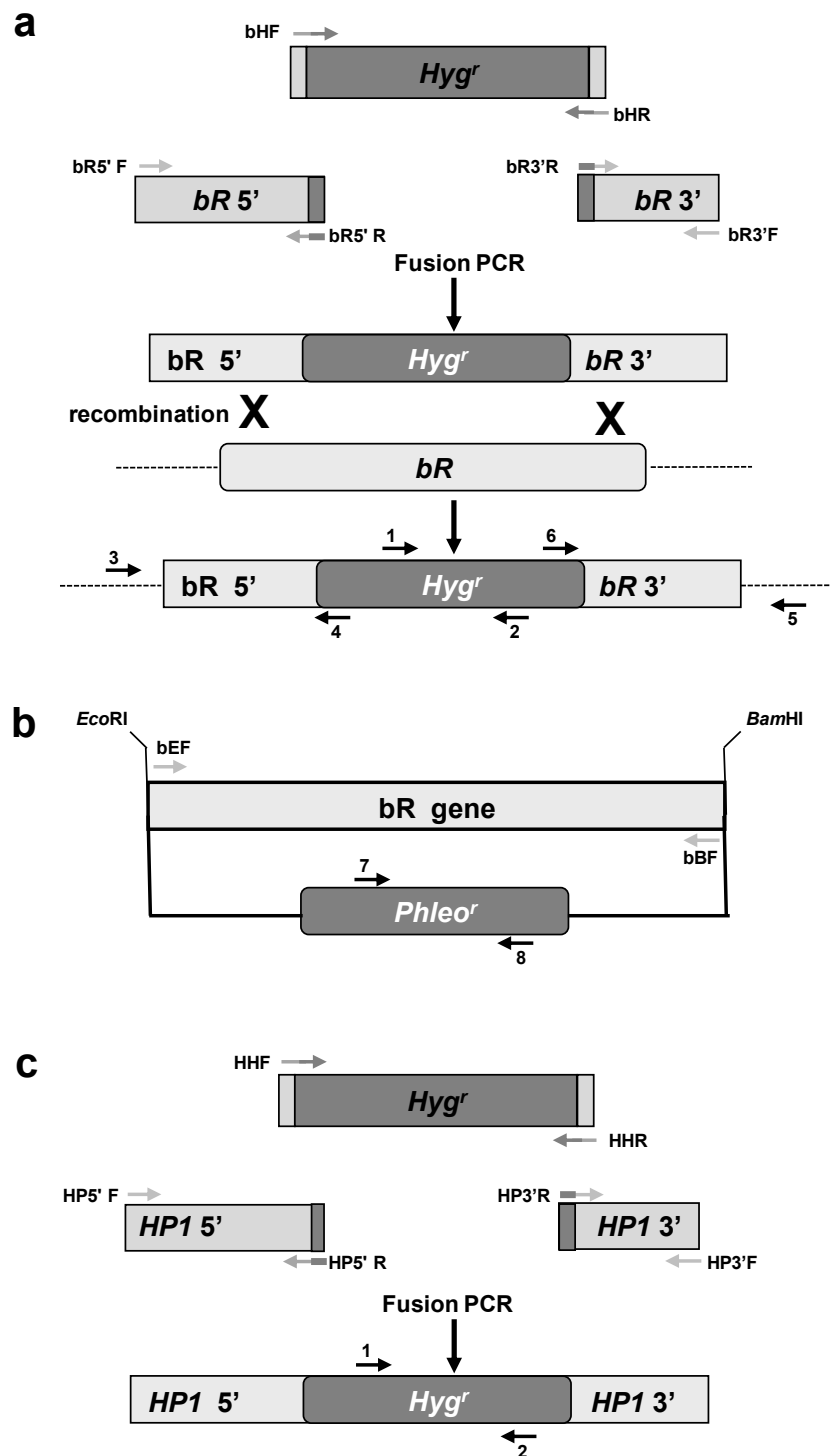 a
bHF
Hygʳ
bHR
bR5' F
bR3'R
bR 5’
bR 3’
bR5' R
bR3'F
Fusion PCR
bR 5’ Hygʳ bR 3’
recombination X X
bR
3 1 6
bR 5’ Hygʳ bR 3’
4 2 5
b
EcoRI BamHI
bEF
bR gene
bBF
7
Phleoʳ
8
c
HHF
Hygʳ
HHR
HP5' F
HP3’R
HP1 5’
HP1 3’
HP5' R
HP3’F
Fusion PCR
1
HP1 5’ Hygʳ HP1 3’
2